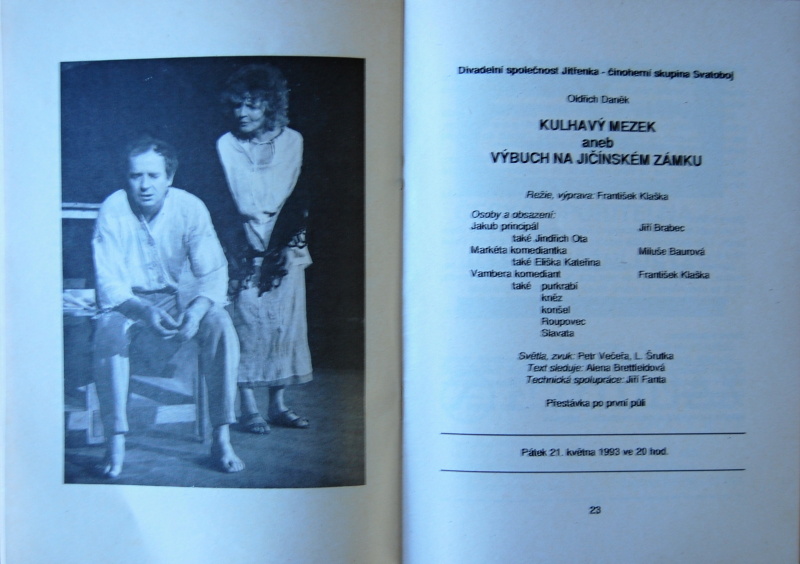 Divadelní společnost Jitřenka - činoherní skupina Svatoboj
Oldřich Daněk
KULHAVÝ MEZEK
aneb
VÝBUCH NA JIČÍNSKÉM ZÁMKU
Režie, výprava: František Klaška
Osoby a obsazení:
Jakub principál Jiří Brabec
také Jindřich Ota
Markéta komediantka Miluše Baurová
také Eliška Kateřina
Vambera komediant František Klaška
také purkrabí
kněz
konšel
Roupovec
Slavata
Světla, zvuk: Petr Večeřa, L. Šrutka
Text sleduje: Alena Brettfeldová
Technická spolupráce: Jiří Fanta
Přestávka po první půli
Pátek 21. května 1993 ve 20 hod.
23